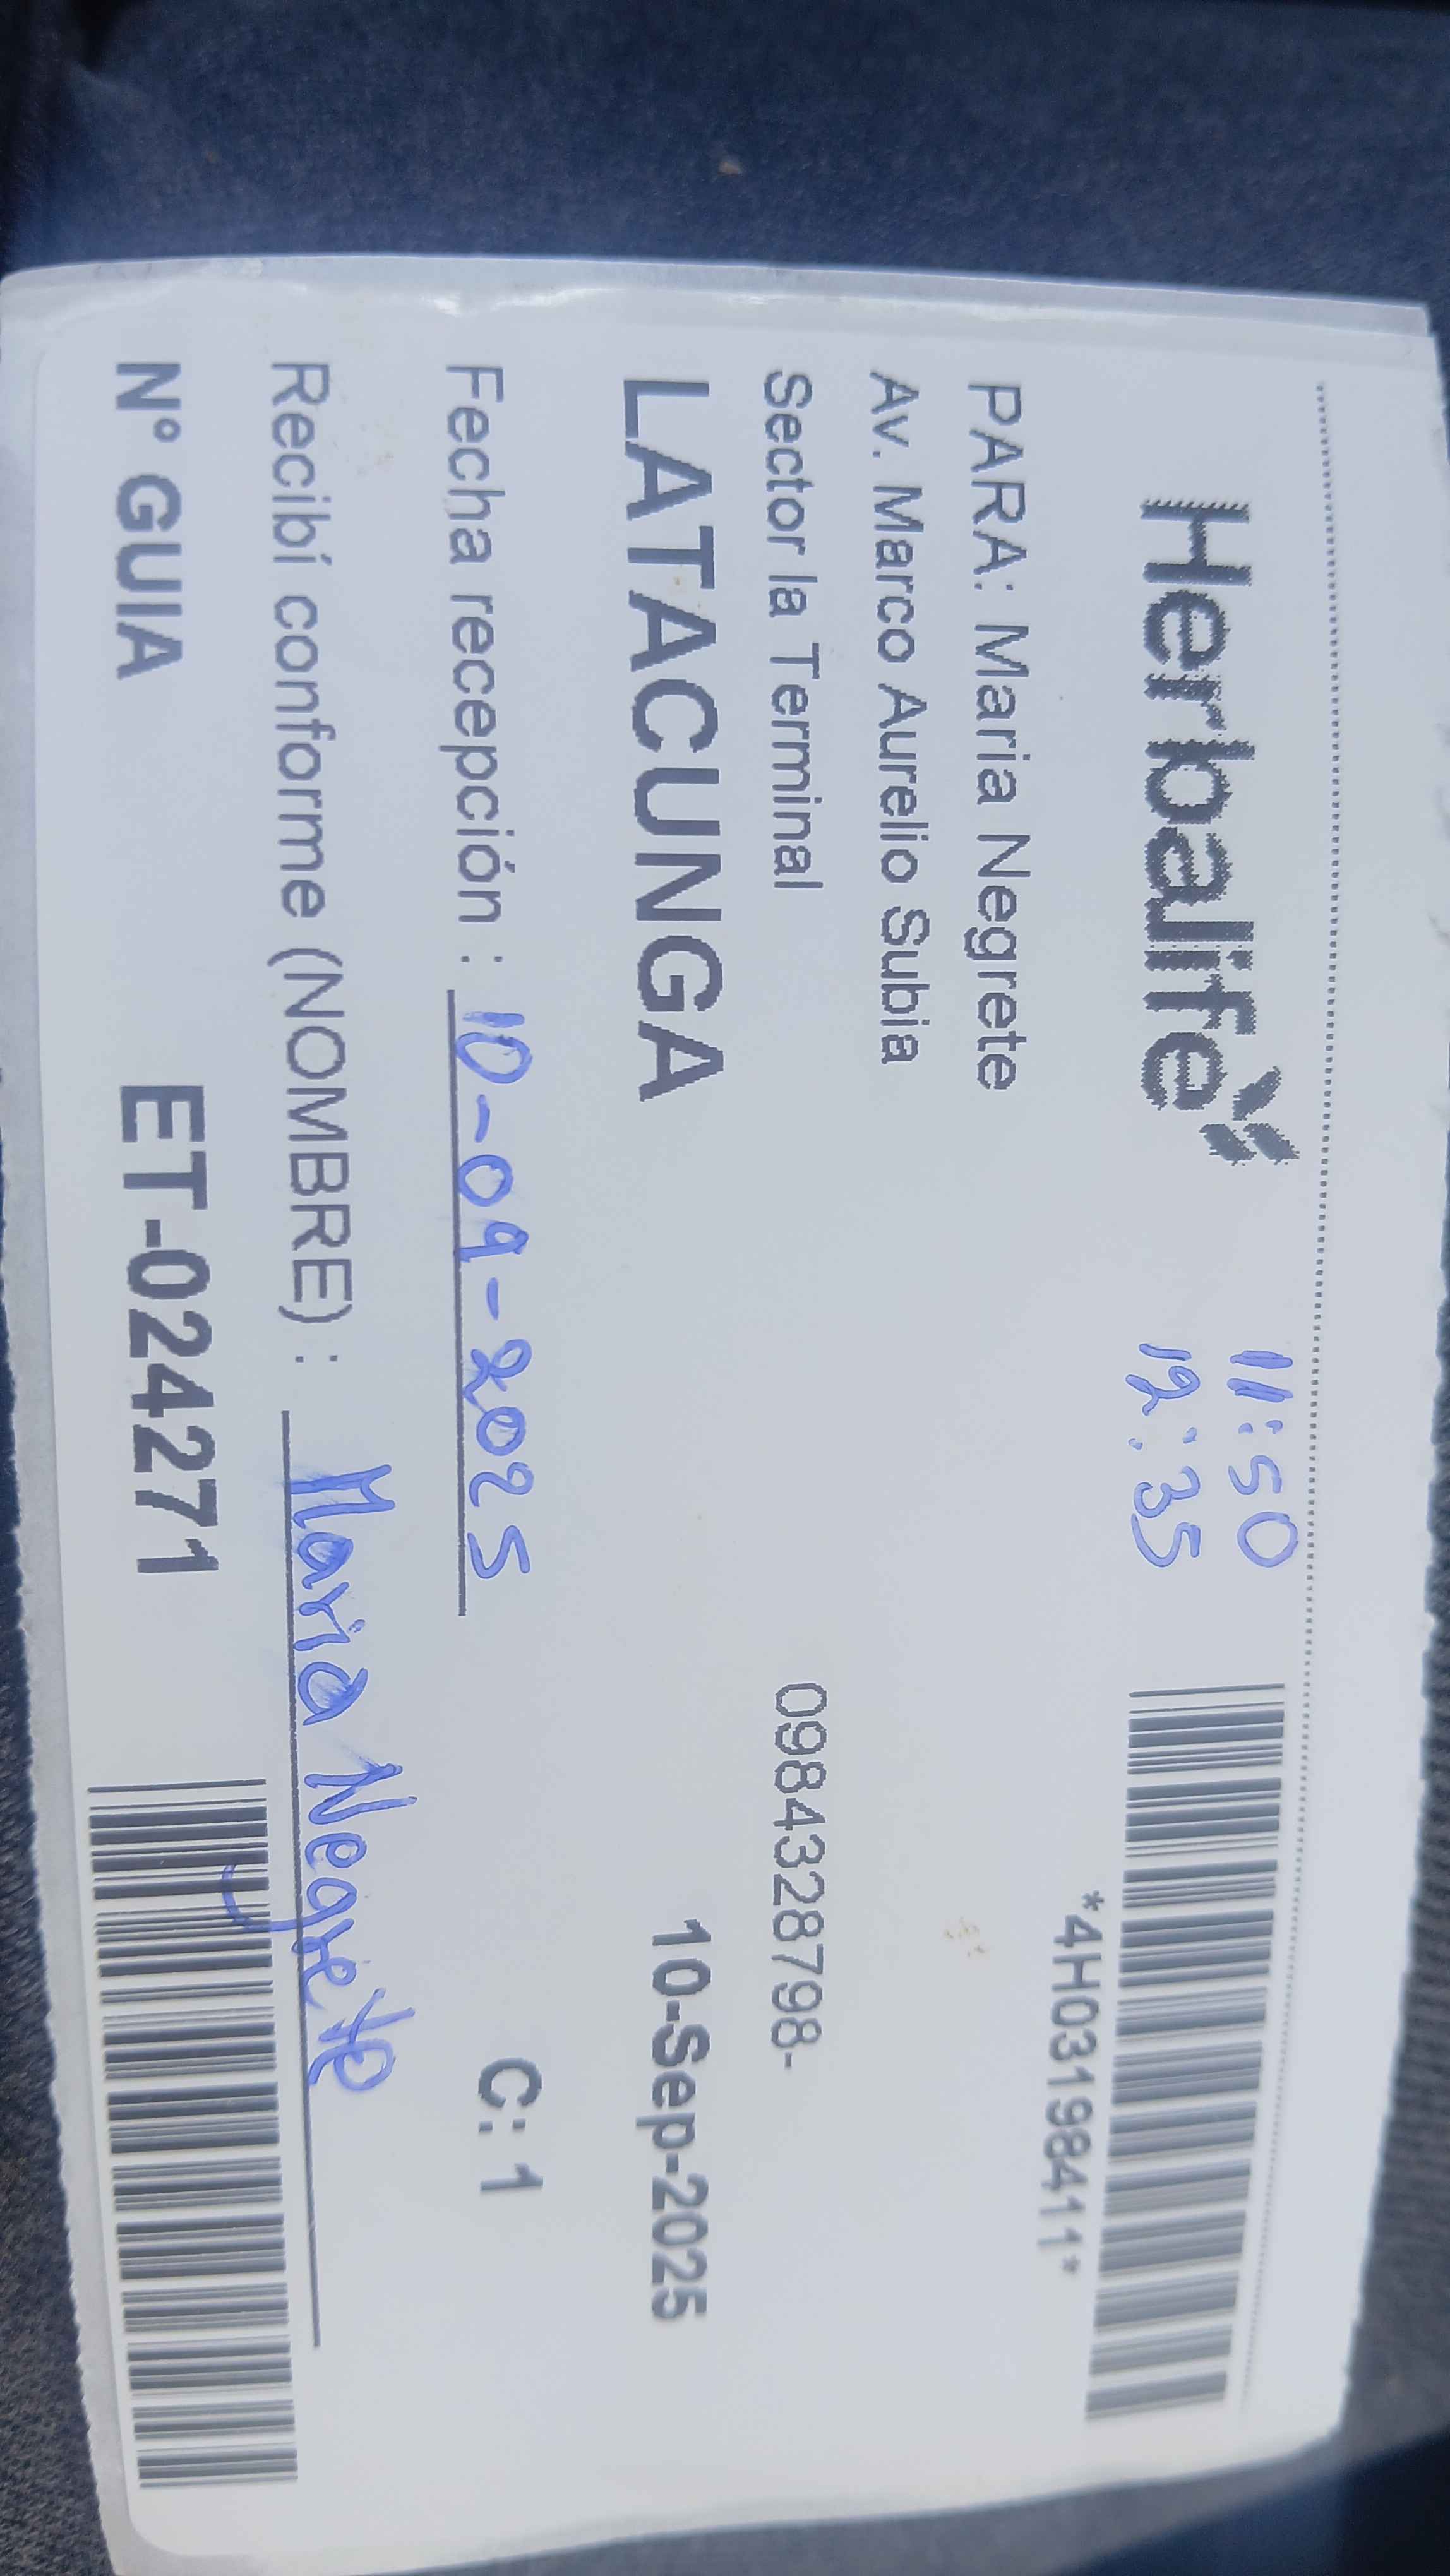 Herbalife
11:50
12:35
*4H03198411*
PARA: Maria Negrete
Av. Marco Aurelio Subia
Sector la Terminal 0984328798-
LATACUNGA 10-Sep-2025
Fecha recepción : 10-09-2025 C: 1
Recibí conforme (NOMBRE) : Maria Negrete
N° GUIA ET-024271